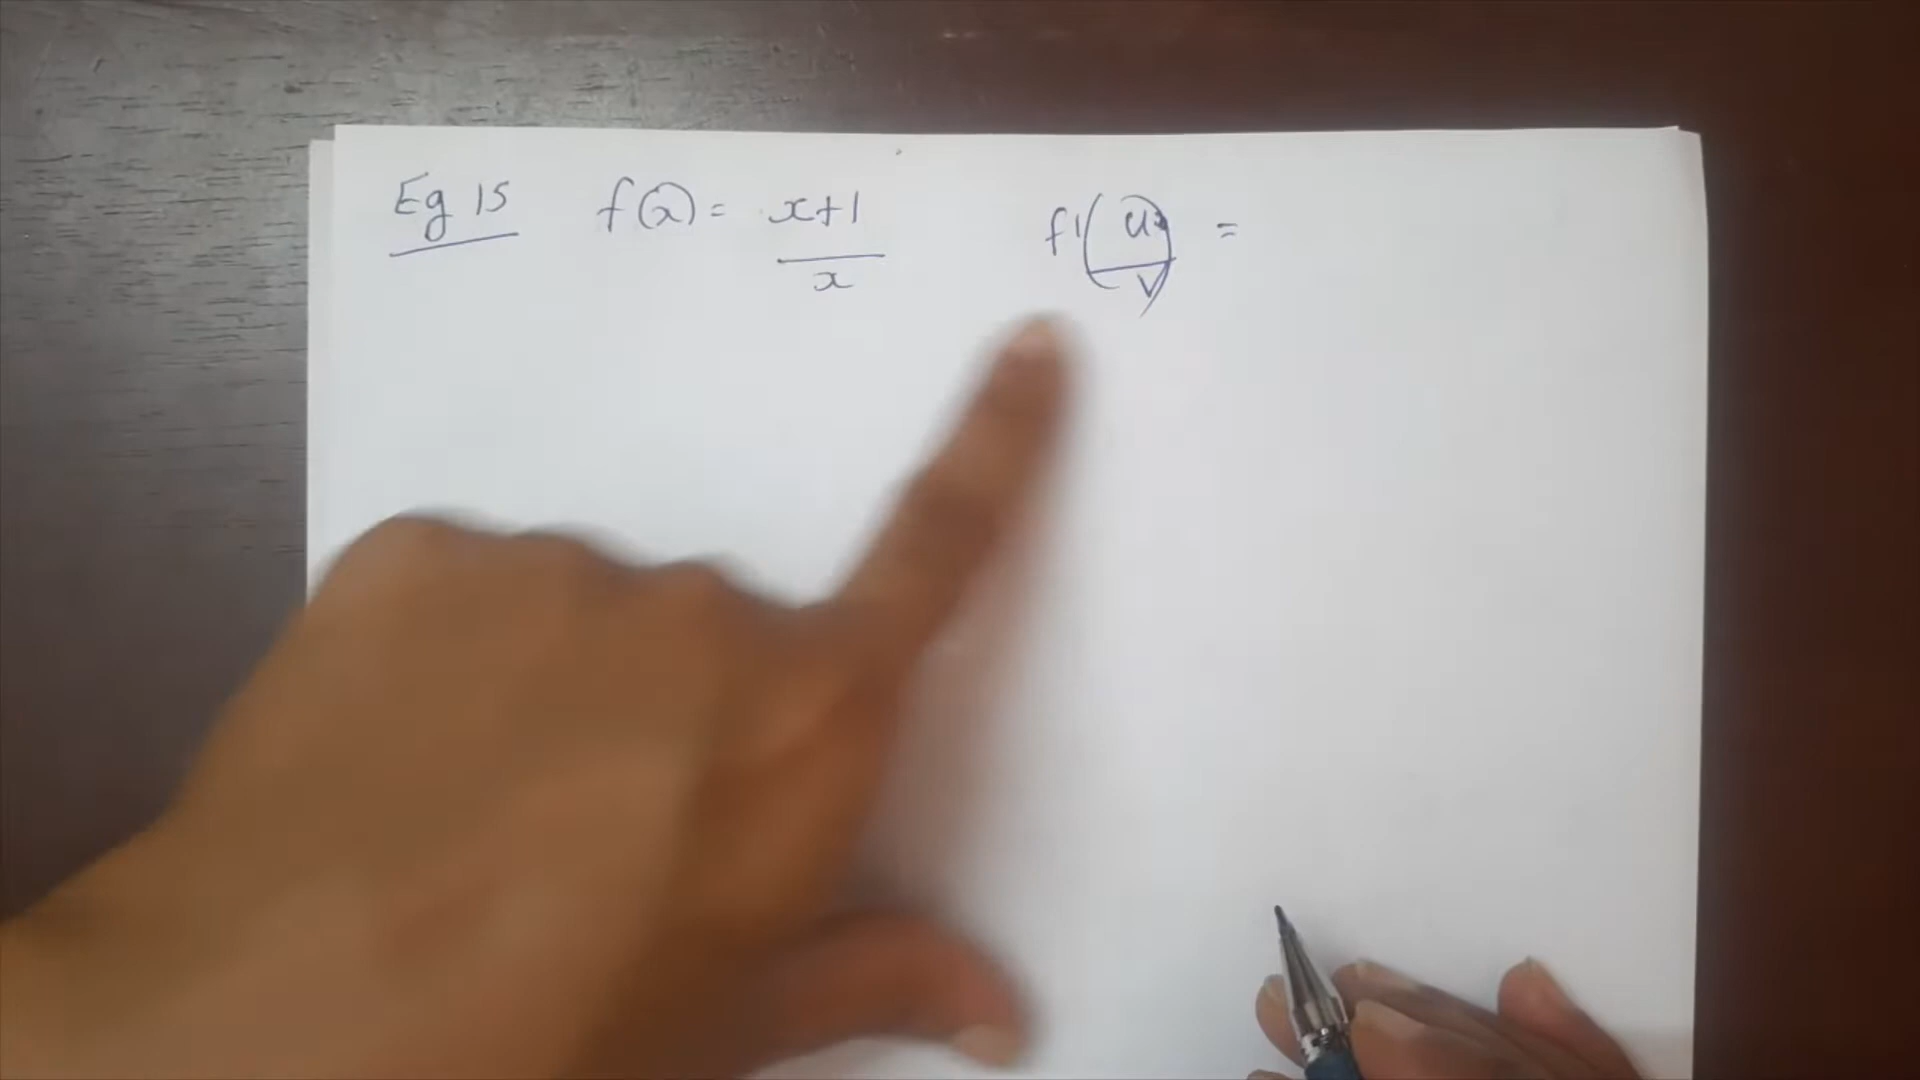 Eg 15 f(x) = x+1 / x f'(u/v) =